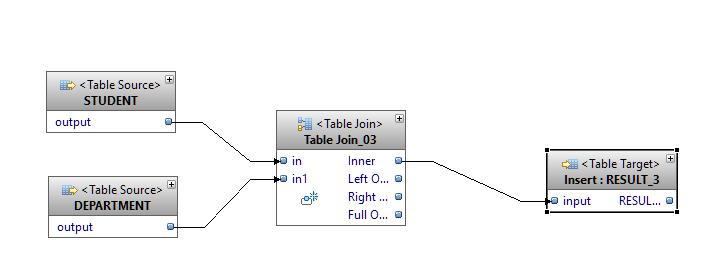 <Table Source>
STUDENT
output
<Table Source>
DEPARTMENT
output
<Table Join>
Table Join_03
in Inner
in1 Left O...
Right ...
Full O...
<Table Target>
Insert : RESULT_3
input RESUL...